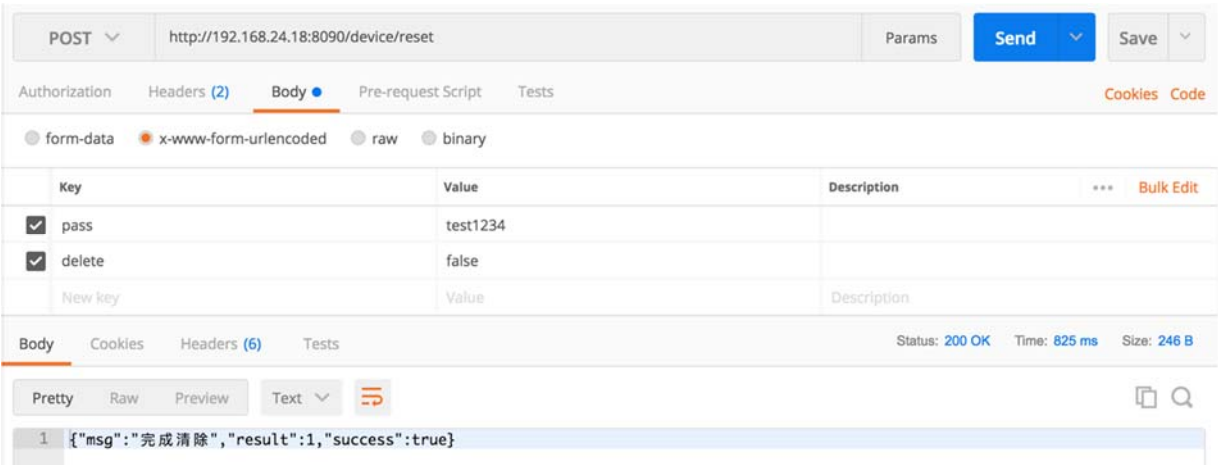 POST http://192.168.24.18:8090/device/reset Params Send Save
Authorization Headers (2) Body Pre-request Script Tests Cookies Code
form-data x-www-form-urlencoded raw binary
Key Value Description ••• Bulk Edit
pass test1234
delete false
New key Value Description
Body Cookies Headers (6) Tests Status: 200 OK Time: 825 ms Size: 246 B
Pretty Raw Preview Text
1 {"msg":"完成清除","result":1,"success":true}